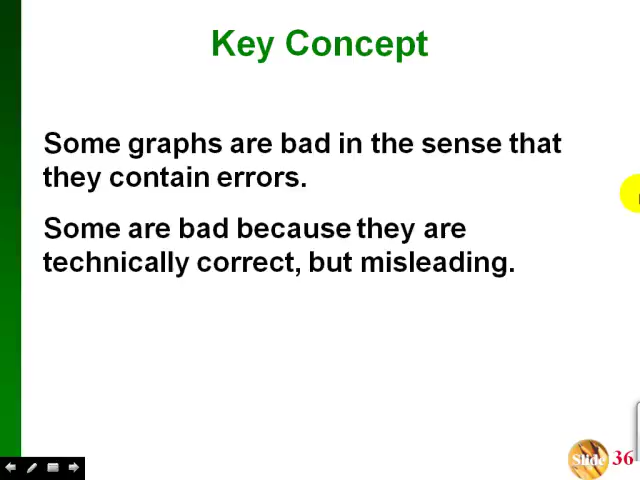 Key Concept
Some graphs are bad in the sense that
they contain errors.
Some are bad because they are
technically correct, but misleading.
Slide 36